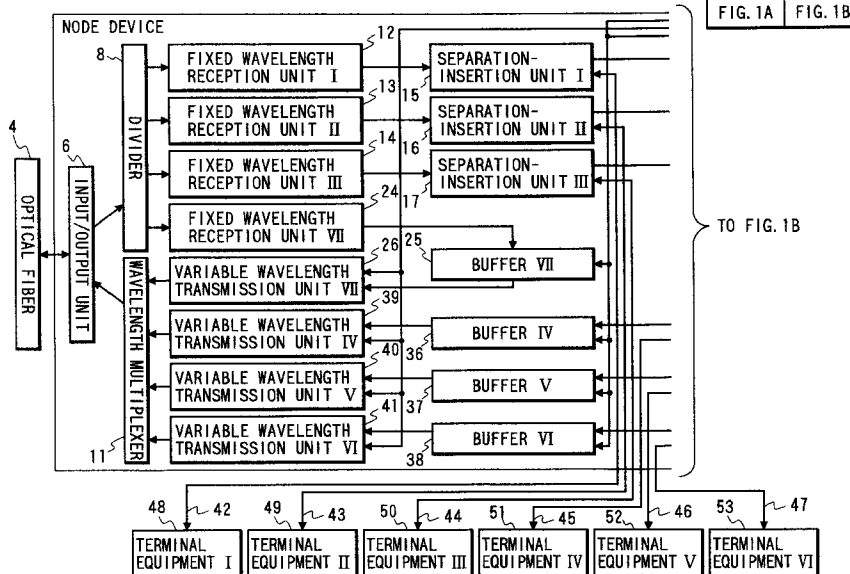 FIG. 1A FIG. 1B
NODE DEVICE
8
12
FIXED WAVELENGTH
RECEPTION UNIT I
SEPARATION-
INSERTION UNIT I
15
13
FIXED WAVELENGTH
RECEPTION UNIT II
SEPARATION-
INSERTION UNIT II
16
14
FIXED WAVELENGTH
RECEPTION UNIT III
SEPARATION-
INSERTION UNIT III
17
24
FIXED WAVELENGTH
RECEPTION UNIT VII
4
OPTICAL FIBER
6
INPUT/OUTPUT UNIT
DIVIDER
WAVELENGTH MULTIPLEXER
11
TO FIG. 1B
26
VARIABLE WAVELENGTH
TRANSMISSION UNIT VII
25
BUFFER VII
39
VARIABLE WAVELENGTH
TRANSMISSION UNIT IV
36
BUFFER IV
40
VARIABLE WAVELENGTH
TRANSMISSION UNIT V
37
BUFFER V
41
VARIABLE WAVELENGTH
TRANSMISSION UNIT VI
38
BUFFER VI
48
42
49
43
50
44
51
45
52
46
53
47
TERMINAL
EQUIPMENT I
TERMINAL
EQUIPMENT II
TERMINAL
EQUIPMENT III
TERMINAL
EQUIPMENT IV
TERMINAL
EQUIPMENT V
TERMINAL
EQUIPMENT VI